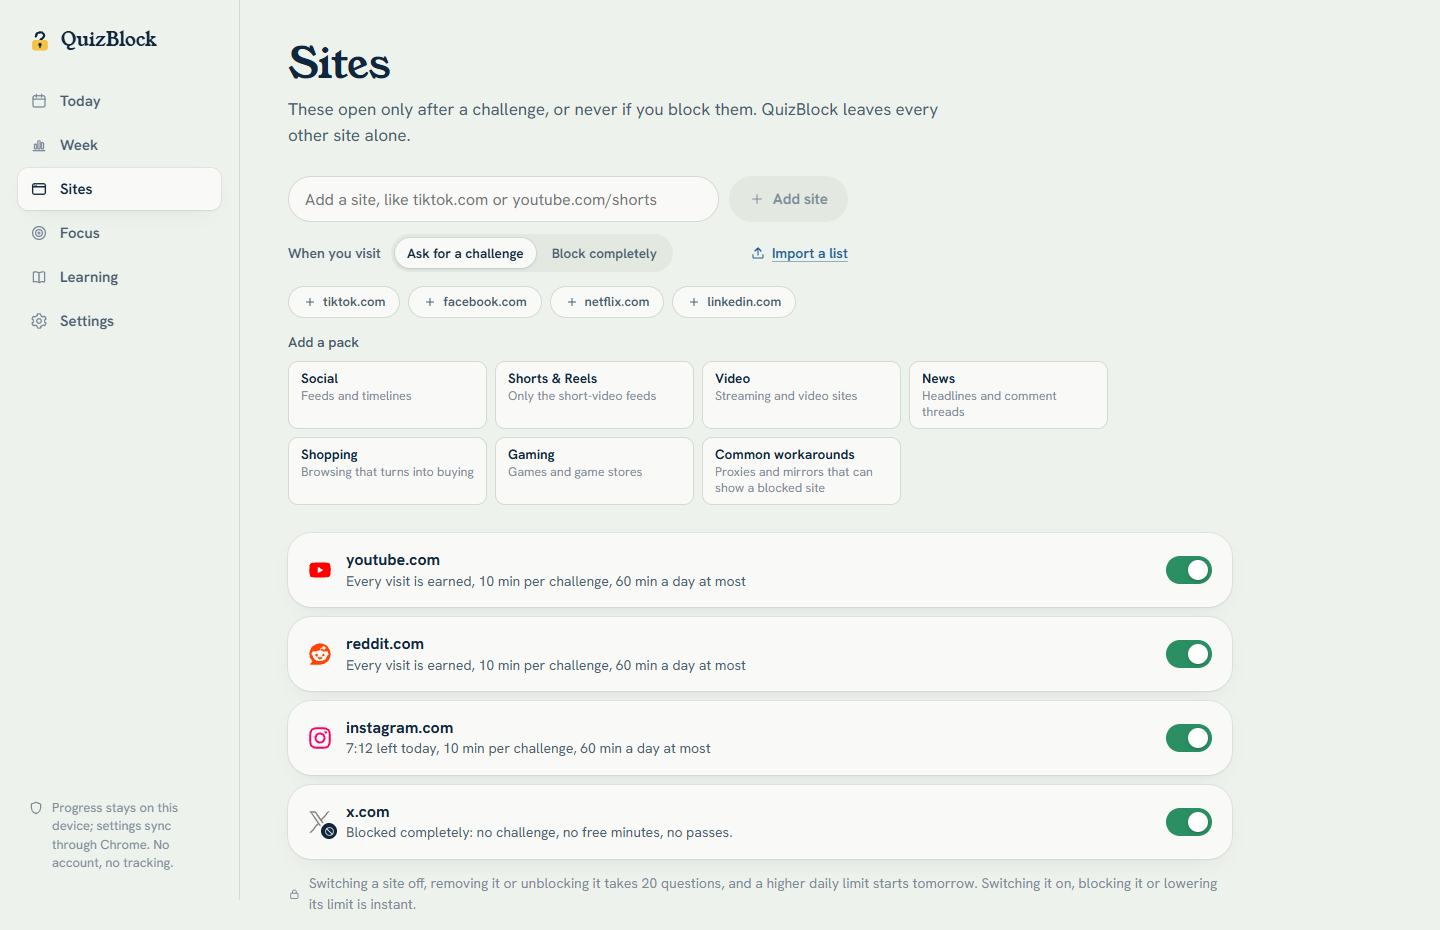 QuizBlock
Today
Week
Sites
Focus
Learning
Settings
Progress stays on this
device; settings sync
through Chrome. No
account, no tracking.
Sites
These open only after a challenge, or never if you block them. QuizBlock leaves every
other site alone.
Add a site, like tiktok.com or youtube.com/shorts
+ Add site
When you visit
Ask for a challenge
Block completely
Import a list
+ tiktok.com
+ facebook.com
+ netflix.com
+ linkedin.com
Add a pack
Social
Feeds and timelines
Shorts & Reels
Only the short-video feeds
Video
Streaming and video sites
News
Headlines and comment
threads
Shopping
Browsing that turns into buying
Gaming
Games and game stores
Common workarounds
Proxies and mirrors that can
show a blocked site
youtube.com
Every visit is earned, 10 min per challenge, 60 min a day at most
reddit.com
Every visit is earned, 10 min per challenge, 60 min a day at most
instagram.com
7:12 left today, 10 min per challenge, 60 min a day at most
x.com
Blocked completely: no challenge, no free minutes, no passes.
Switching a site off, removing it or unblocking it takes 20 questions, and a higher daily limit starts tomorrow. Switching it on, blocking it or lowering
its limit is instant.